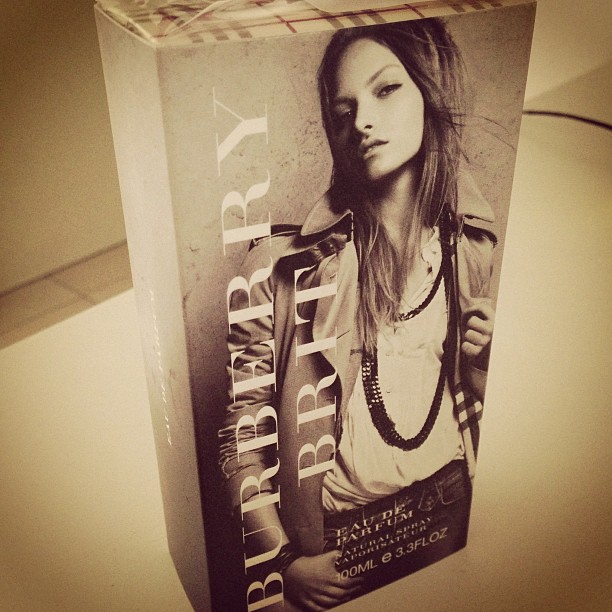 BURBERRY
BRIT
EAU DE
PARFUM
NATURAL SPRAY
VAPORISATEUR
100ML e 3.3FL.OZ